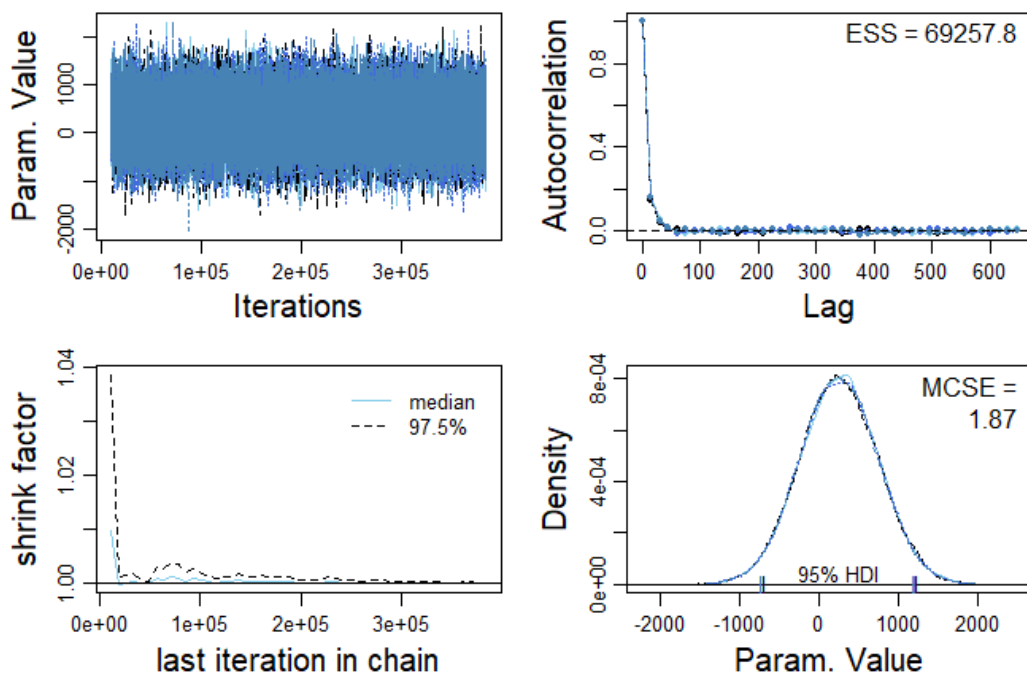 Param. Value
1000
0
-2000
0e+00 1e+05 2e+05 3e+05
Iterations
ESS = 69257.8
Autocorrelation
0.8
0.4
0.0
0 100 200 300 400 500 600
Lag
shrink factor
1.04
1.02
1.00
median
97.5%
0e+00 1e+05 2e+05 3e+05
last iteration in chain
MCSE =
1.87
Density
8e-04
4e-04
0e+00
95% HDI
-2000 -1000 0 1000 2000
Param. Value